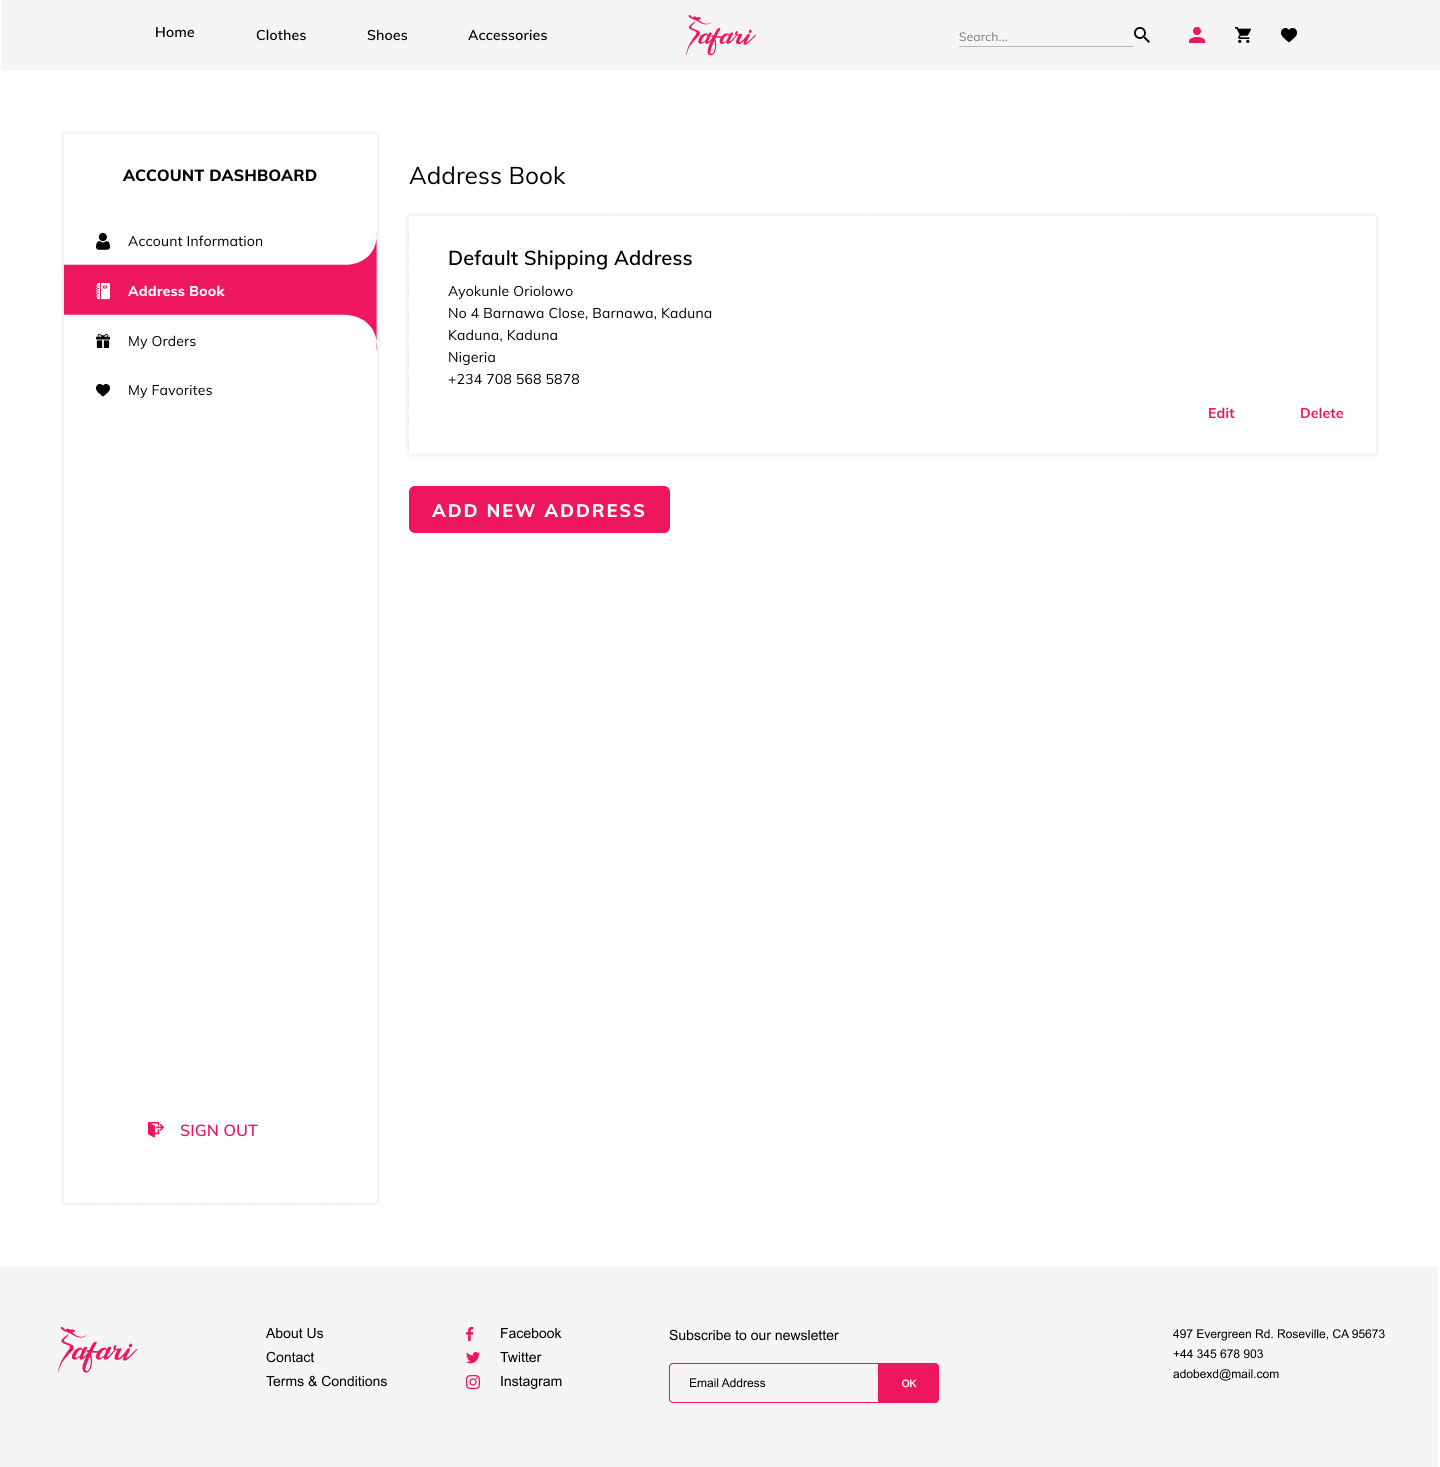 Home
Clothes
Shoes
Accessories
Safari
Search...
ACCOUNT DASHBOARD
Account Information
Address Book
My Orders
My Favorites
SIGN OUT
Address Book
Default Shipping Address
Ayokunle Oriolowo
No 4 Barnawa Close, Barnawa, Kaduna
Kaduna, Kaduna
Nigeria
+234 708 568 5878
Edit
Delete
ADD NEW ADDRESS
Safari
About Us
Contact
Terms & Conditions
Facebook
Twitter
Instagram
Subscribe to our newsletter
Email Address
OK
497 Evergreen Rd. Roseville, CA 95673
+44 345 678 903
adobexd@mail.com